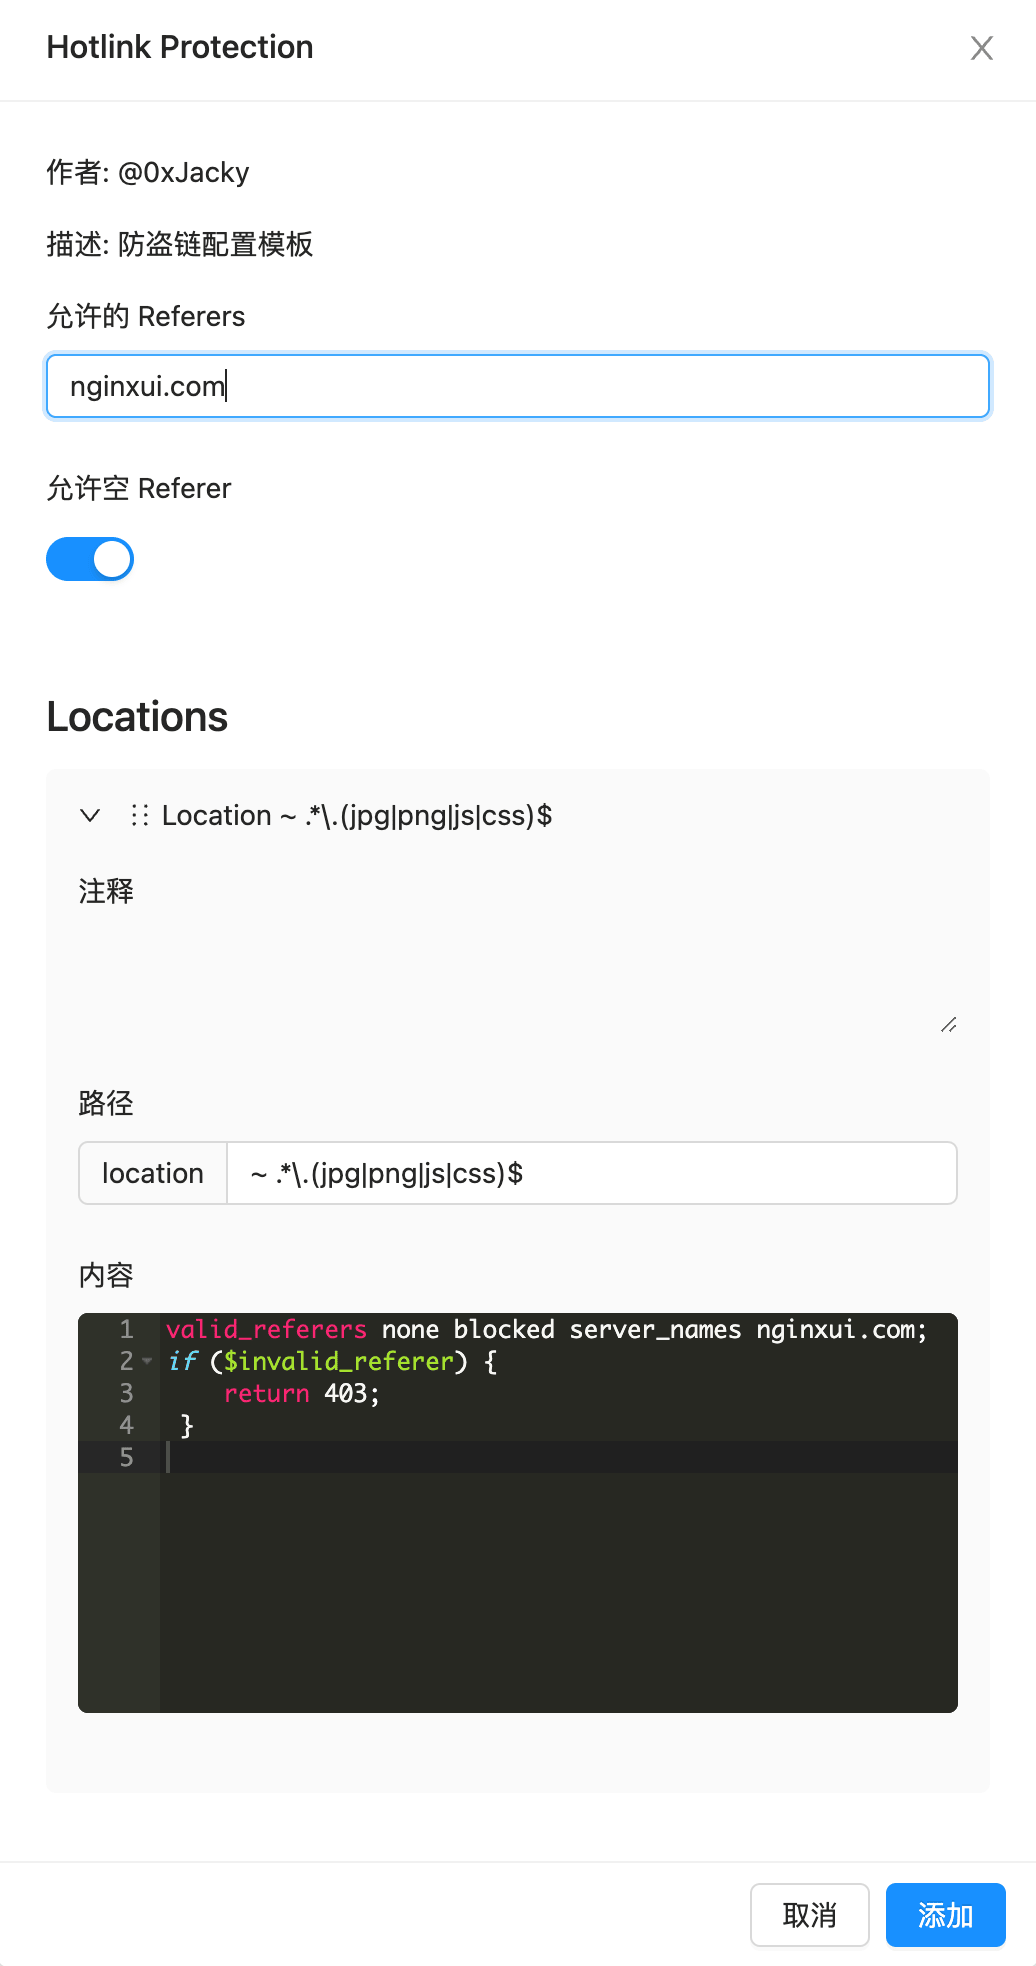 Hotlink Protection
作者: @0xJacky
描述: 防盗链配置模板
允许的 Referers
nginxui.com
允许空 Referer
Locations
Location ~ .*\.(jpg|png|js|css)$
注释
路径
location ~ .*\.(jpg|png|js|css)$
内容
1 valid_referers none blocked server_names nginxui.com;
2 if ($invalid_referer) {
3     return 403;
4  }
5
取消 添加